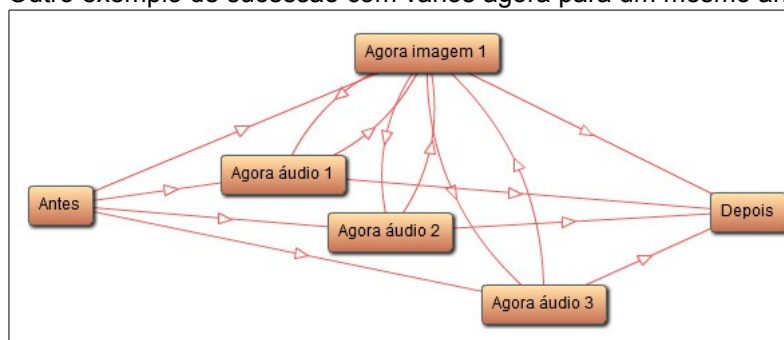 Outro exemplo de sucessão com vários agora para um mesmo
Agora imagem 1
Agora áudio 1
Antes
Depois
Agora áudio 2
Agora áudio 3